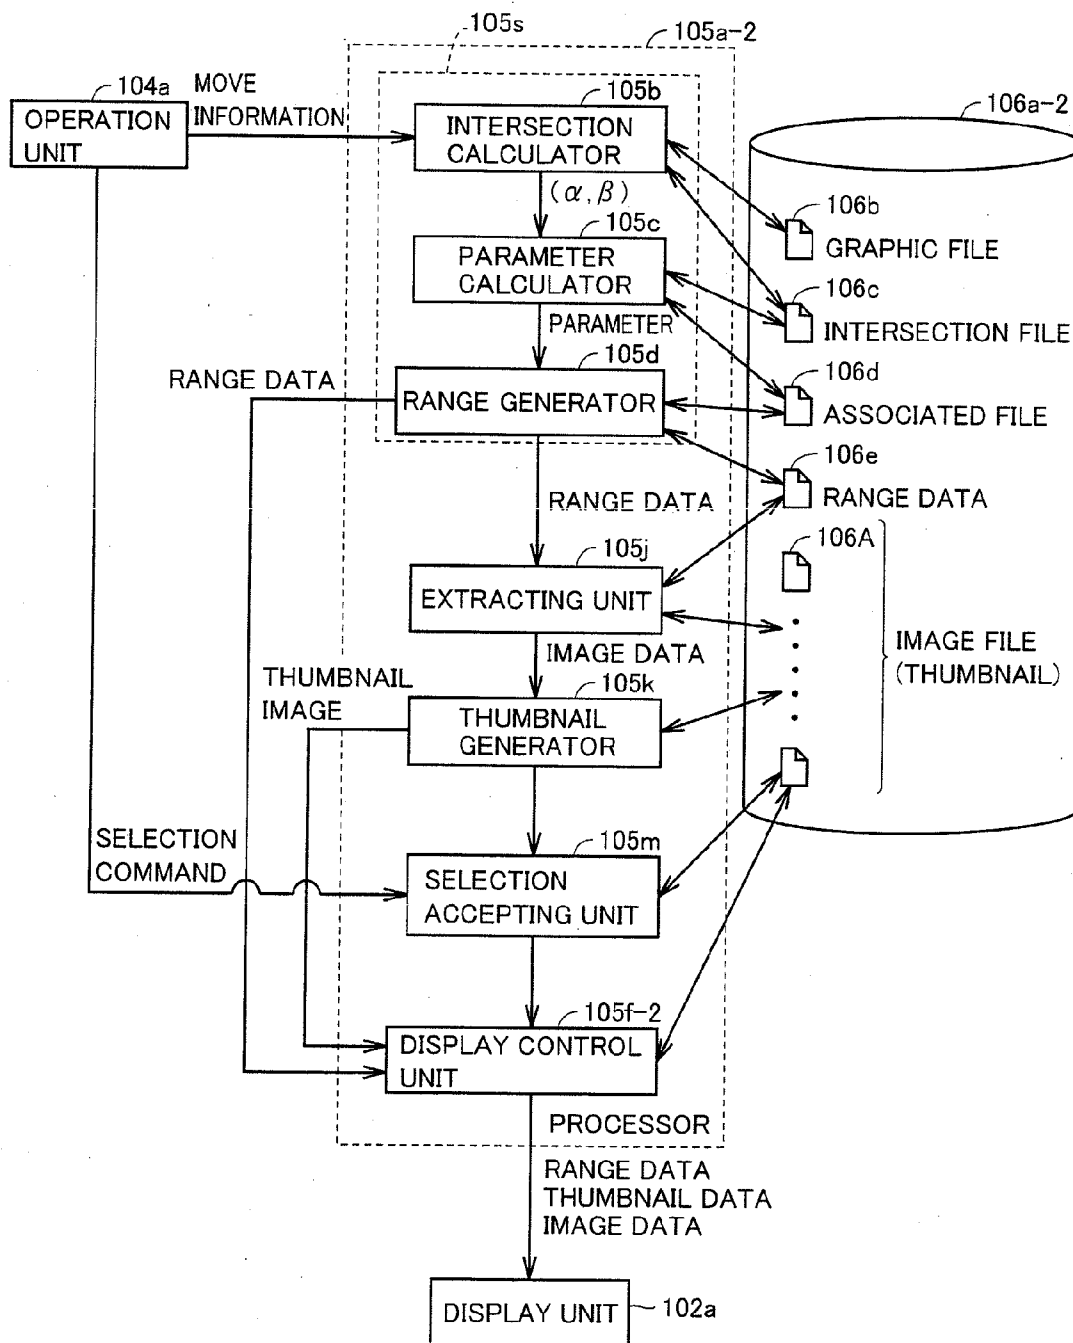 105s
105a-2
104a
MOVE
INFORMATION
105b
106a-2
OPERATION
UNIT
INTERSECTION
CALCULATOR
(α, β)
106b
GRAPHIC FILE
105c
PARAMETER
CALCULATOR
106c
INTERSECTION FILE
PARAMETER
105d
RANGE DATA
RANGE GENERATOR
106d
ASSOCIATED FILE
106e
RANGE DATA
RANGE DATA
106A
105j
EXTRACTING UNIT
IMAGE FILE
(THUMBNAIL)
IMAGE DATA
THUMBNAIL
IMAGE
105k
THUMBNAIL
GENERATOR
SELECTION
COMMAND
105m
SELECTION
ACCEPTING UNIT
105f-2
DISPLAY CONTROL
UNIT
PROCESSOR
RANGE DATA
THUMBNAIL DATA
IMAGE DATA
DISPLAY UNIT
102a